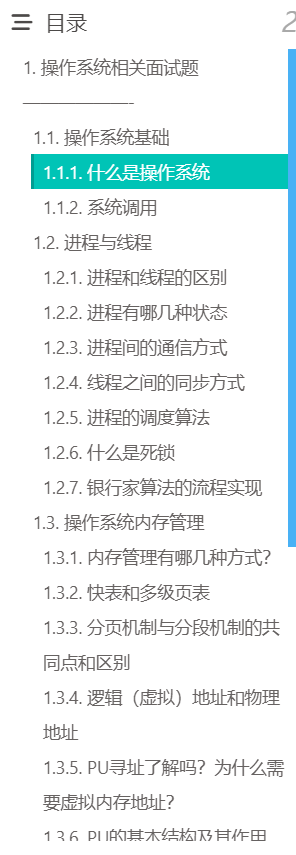 目录
1. 操作系统相关面试题
——————-
1.1. 操作系统基础
1.1.1. 什么是操作系统
1.1.2. 系统调用
1.2. 进程与线程
1.2.1. 进程和线程的区别
1.2.2. 进程有哪几种状态
1.2.3. 进程间的通信方式
1.2.4. 线程之间的同步方式
1.2.5. 进程的调度算法
1.2.6. 什么是死锁
1.2.7. 银行家算法的流程实现
1.3. 操作系统内存管理
1.3.1. 内存管理有哪几种方式?
1.3.2. 快表和多级页表
1.3.3. 分页机制与分段机制的共
同点和区别
1.3.4. 逻辑（虚拟）地址和物理
地址
1.3.5. PU寻址了解吗？为什么需
要虚拟内存地址?
1.3.6. PU的基本结构及其作用